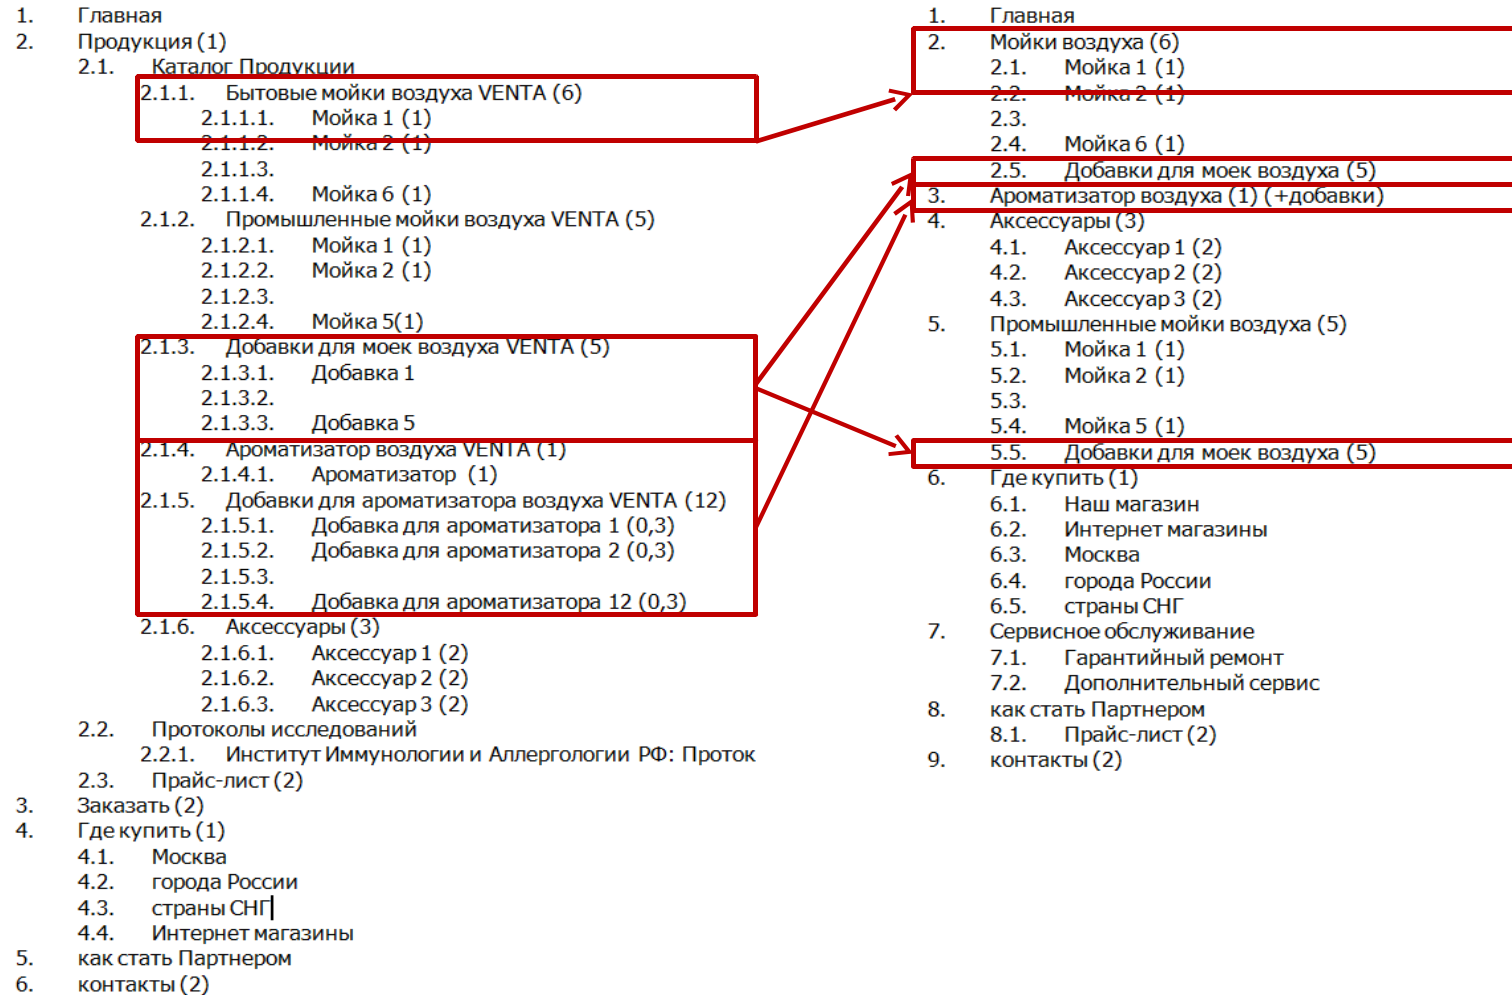 1. Главная
2. Продукция (1)
2.1. Каталог Продукции
2.1.1. Бытовые мойки воздуха VENTA (6)
2.1.1.1. Мойка 1 (1)
2.1.1.2. Мойка 2 (1)
2.1.1.3.
2.1.1.4. Мойка 6 (1)
2.1.2. Промышленные мойки воздуха VENTA (5)
2.1.2.1. Мойка 1 (1)
2.1.2.2. Мойка 2 (1)
2.1.2.3.
2.1.2.4. Мойка 5(1)
2.1.3. Добавки для моек воздуха VENTA (5)
2.1.3.1. Добавка 1
2.1.3.2.
2.1.3.3. Добавка 5
2.1.4. Ароматизатор воздуха VENTA (1)
2.1.4.1. Ароматизатор (1)
2.1.5. Добавки для ароматизатора воздуха VENTA (12)
2.1.5.1. Добавка для ароматизатора 1 (0,3)
2.1.5.2. Добавка для ароматизатора 2 (0,3)
2.1.5.3.
2.1.5.4. Добавка для ароматизатора 12 (0,3)
2.1.6. Аксессуары (3)
2.1.6.1. Аксессуар 1 (2)
2.1.6.2. Аксессуар 2 (2)
2.1.6.3. Аксессуар 3 (2)
2.2. Протоколы исследований
2.2.1. Институт Иммунологии и Аллергологии РФ: Проток
2.3. Прайс-лист (2)
3. Заказать (2)
4. Где купить (1)
4.1. Москва
4.2. города России
4.3. страны СНГ
4.4. Интернет магазины
5. как стать Партнером
6. контакты (2)
1. Главная
2. Мойки воздуха (6)
2.1. Мойка 1 (1)
2.2. Мойка 2 (1)
2.3.
2.4. Мойка 6 (1)
2.5. Добавки для моек воздуха (5)
3. Ароматизатор воздуха (1) (+добавки)
4. Аксессуары (3)
4.1. Аксессуар 1 (2)
4.2. Аксессуар 2 (2)
4.3. Аксессуар 3 (2)
5. Промышленные мойки воздуха (5)
5.1. Мойка 1 (1)
5.2. Мойка 2 (1)
5.3.
5.4. Мойка 5 (1)
5.5. Добавки для моек воздуха (5)
6. Где купить (1)
6.1. Наш магазин
6.2. Интернет магазины
6.3. Москва
6.4. города России
6.5. страны СНГ
7. Сервисное обслуживание
7.1. Гарантийный ремонт
7.2. Дополнительный сервис
8. как стать Партнером
8.1. Прайс-лист (2)
9. контакты (2)